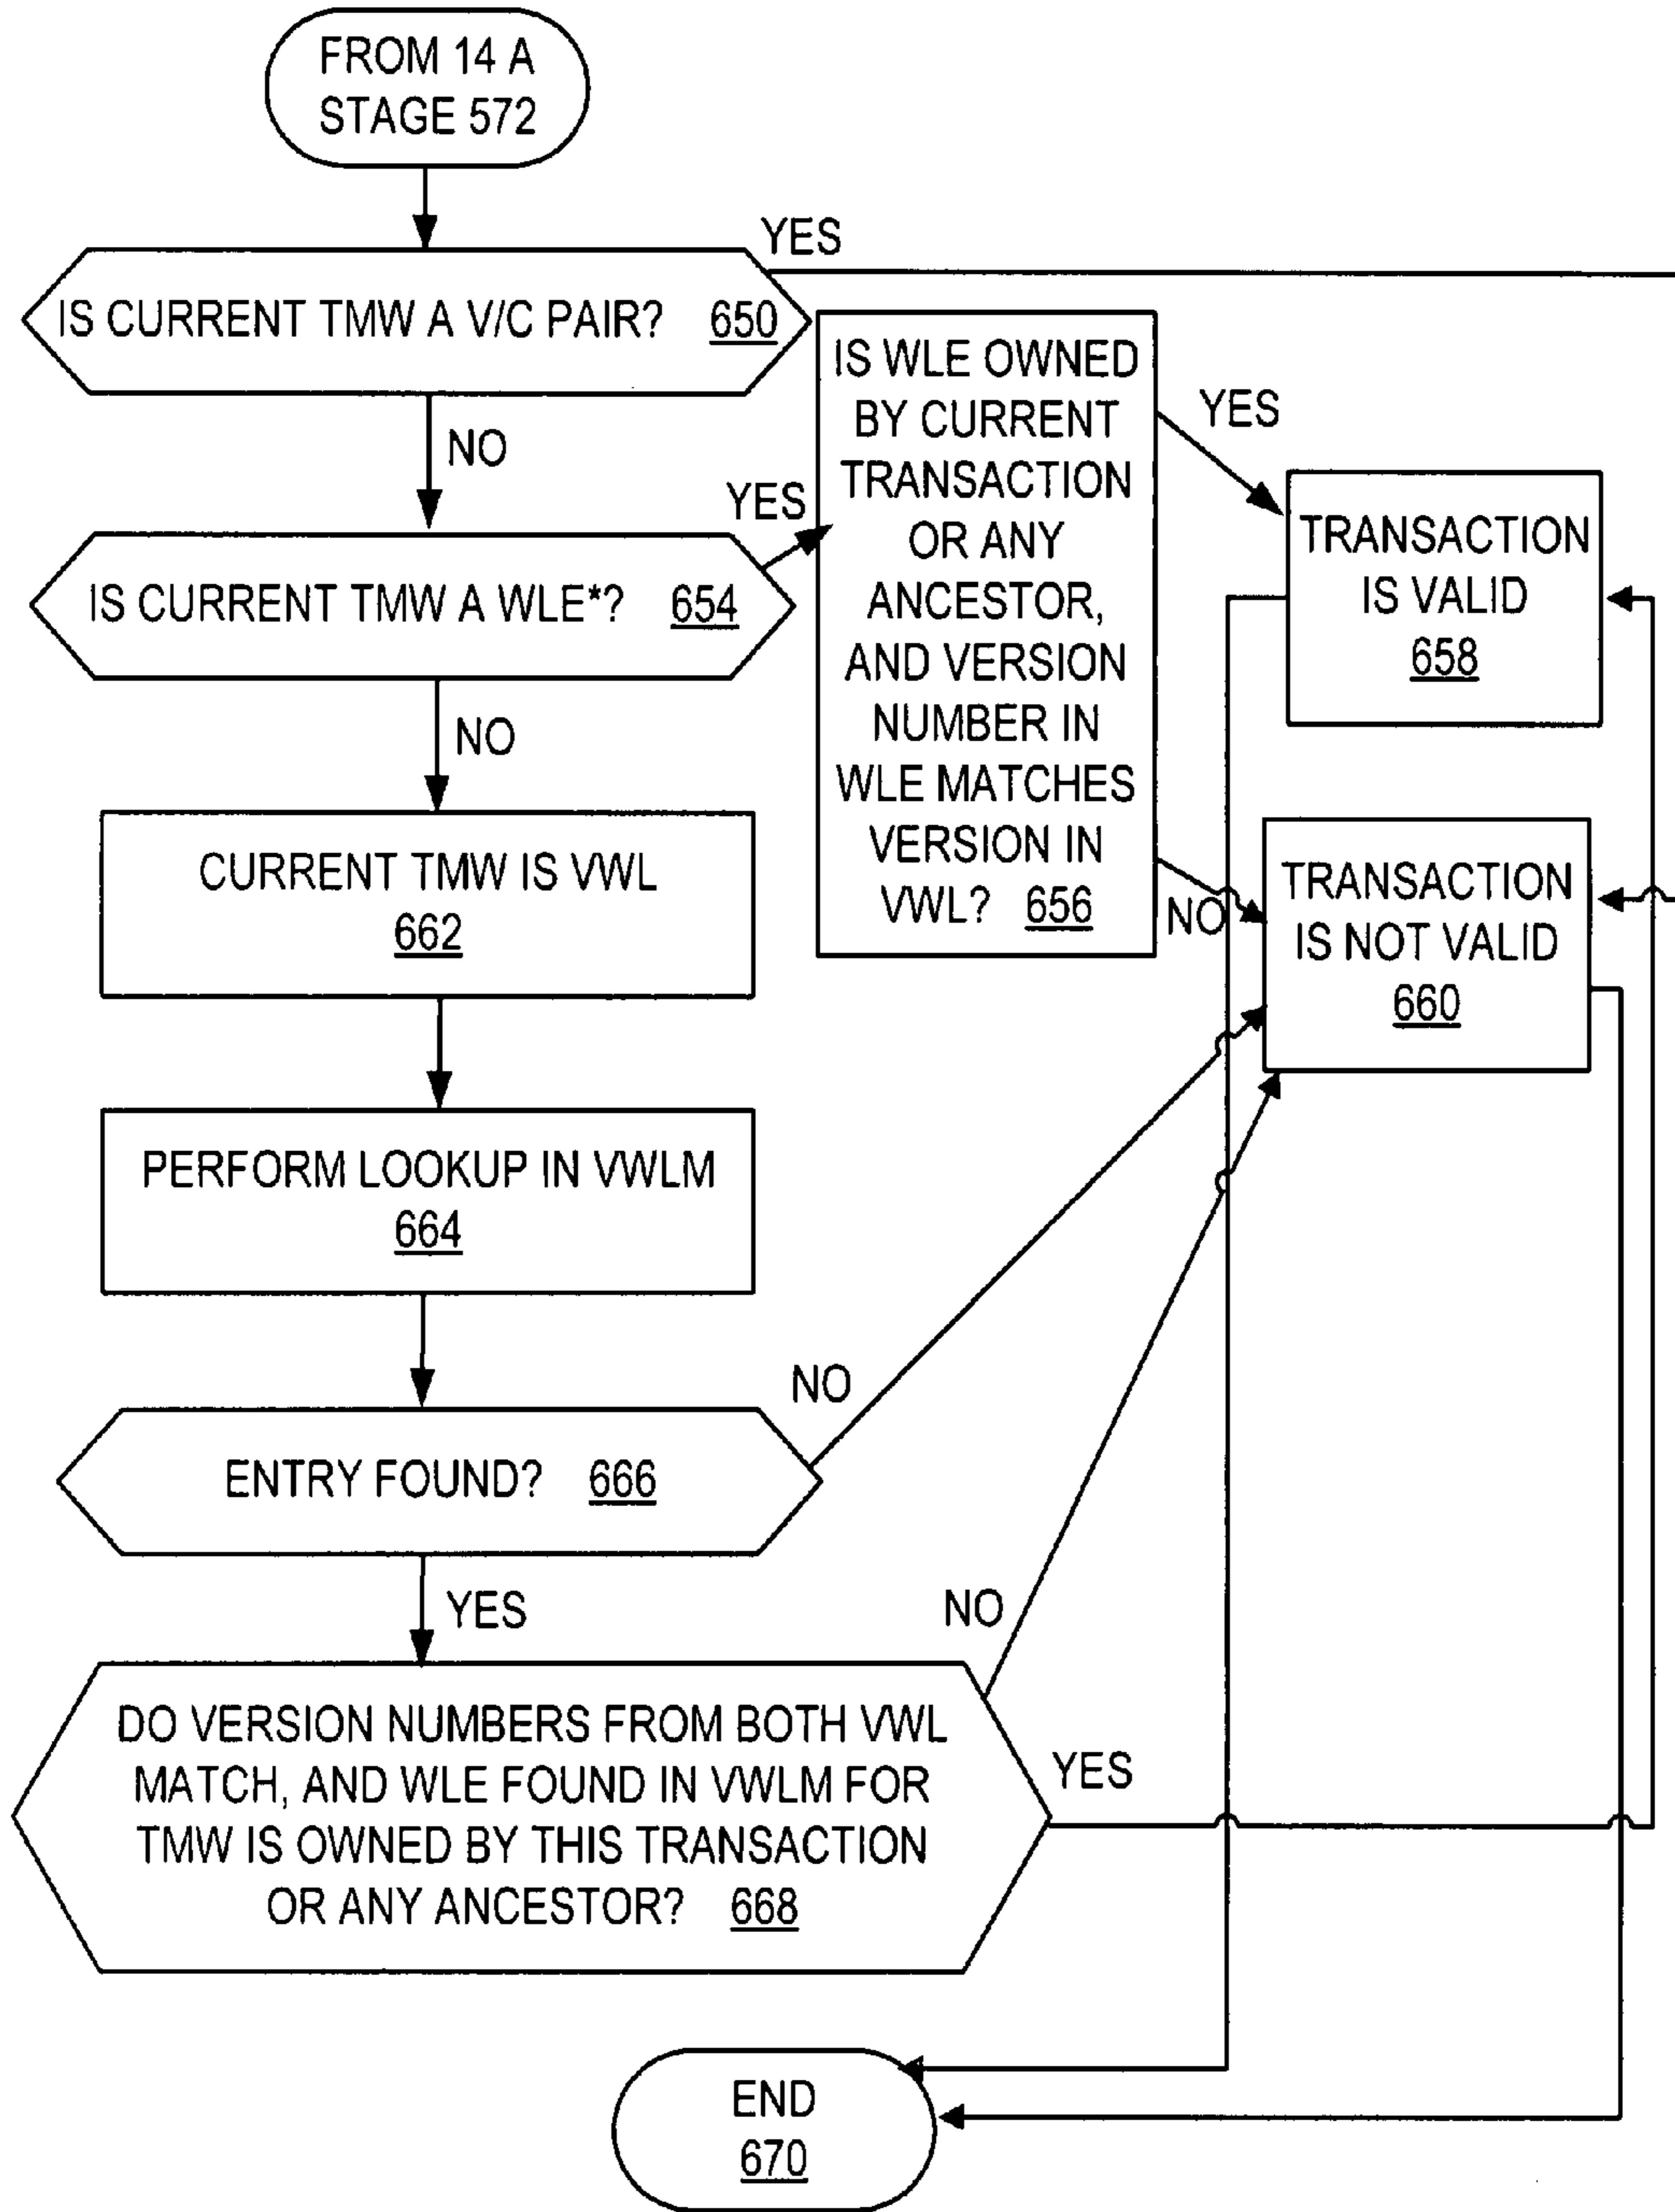 FROM 14 A
STAGE 572
YES
IS CURRENT TMW A V/C PAIR? 650
NO
IS WLE OWNED
BY CURRENT
TRANSACTION
OR ANY
ANCESTOR,
AND VERSION
NUMBER IN
WLE MATCHES
VERSION IN
VWL? 656
YES
YES
IS CURRENT TMW A WLE*? 654
TRANSACTION
IS VALID
658
NO
CURRENT TMW IS VWL
662
NO
TRANSACTION
IS NOT VALID
660
PERFORM LOOKUP IN VWLM
664
NO
ENTRY FOUND? 666
YES
NO
DO VERSION NUMBERS FROM BOTH VWL
MATCH, AND WLE FOUND IN VWLM FOR
TMW IS OWNED BY THIS TRANSACTION
OR ANY ANCESTOR? 668
YES
END
670